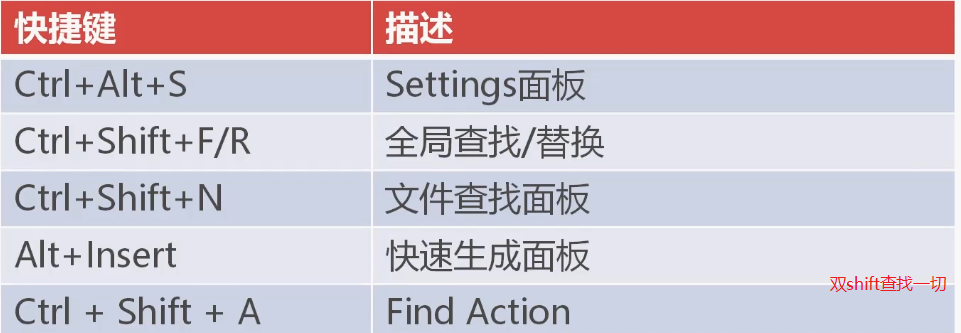 快捷键 描述
Ctrl+Alt+S Settings面板
Ctrl+Shift+F/R 全局查找/替换
Ctrl+Shift+N 文件查找面板
Alt+Insert 快速生成面板
双shift查找一切
Ctrl + Shift + A Find Action